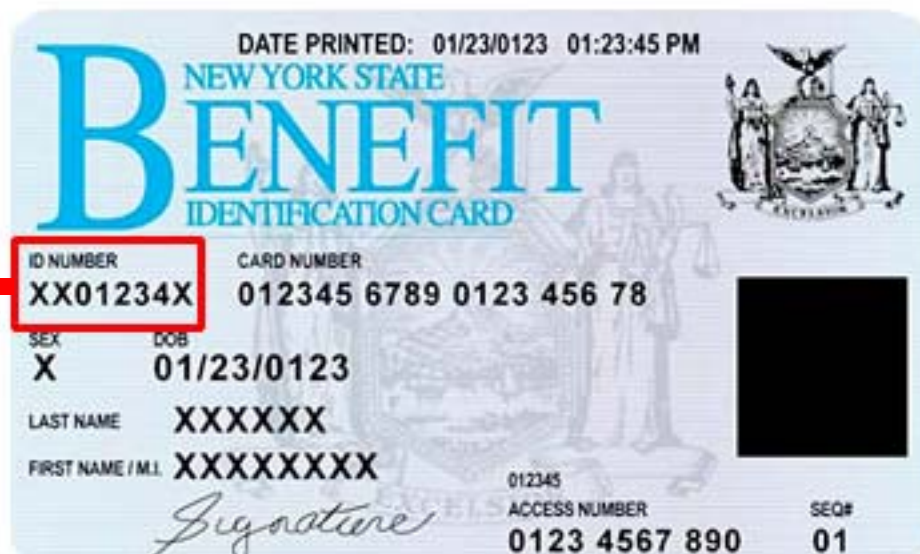 DATE PRINTED: 01/23/0123 01:23:45 PM
NEW YORK STATE
BENEFIT
IDENTIFICATION CARD
EXCELSIOR
ID NUMBER CARD NUMBER
XX01234X 012345 6789 0123 456 78
SEX DOB
X 01/23/0123
LAST NAME XXXXXX
FIRST NAME / M.I. XXXXXXXX
Signature
EXCELS
012345
ACCESS NUMBER SEQ#
0123 4567 890 01